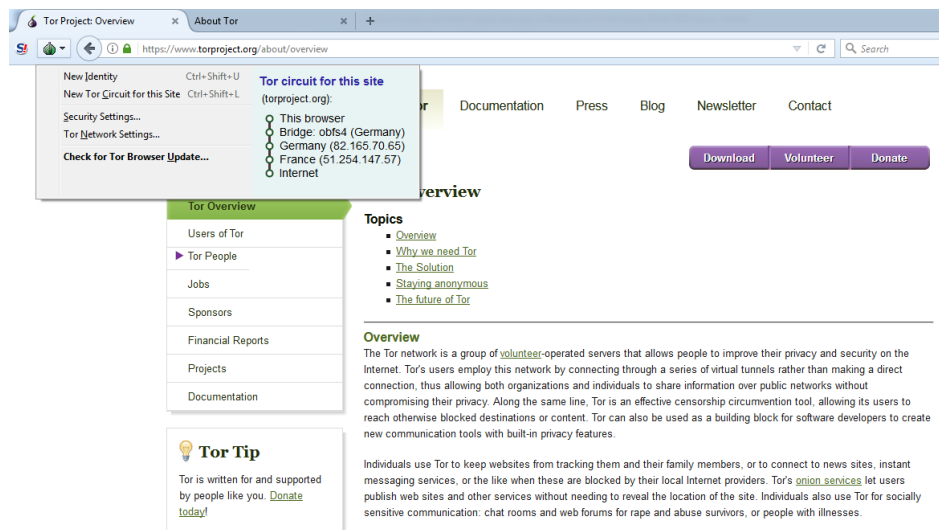 Tor Project: Overview
About Tor
S!
https://www.torproject.org/about/overview
Search
New Identity Ctrl+Shift+U
New Tor Circuit for this Site Ctrl+Shift+L
Security Settings...
Tor Network Settings...
Check for Tor Browser Update...
Tor circuit for this site
(torproject.org):
This browser
Bridge: obfs4 (Germany)
Germany (82.165.70.65)
France (51.254.147.57)
Internet
Documentation Press Blog Newsletter Contact
Download Volunteer Donate
Tor Overview
Users of Tor
Tor People
Jobs
Sponsors
Financial Reports
Projects
Documentation
Tor Tip
Tor is written for and supported
by people like you. Donate
today!
Topics
Overview
Why we need Tor
The Solution
Staying anonymous
The future of Tor
Overview
The Tor network is a group of volunteer-operated servers that allows people to improve their privacy and security on the
Internet. Tor's users employ this network by connecting through a series of virtual tunnels rather than making a direct
connection, thus allowing both organizations and individuals to share information over public networks without
compromising their privacy. Along the same line, Tor is an effective censorship circumvention tool, allowing its users to
reach otherwise blocked destinations or content. Tor can also be used as a building block for software developers to create
new communication tools with built-in privacy features.
Individuals use Tor to keep websites from tracking them and their family members, or to connect to news sites, instant
messaging services, or the like when these are blocked by their local Internet providers. Tor's onion services let users
publish web sites and other services without needing to reveal the location of the site. Individuals also use Tor for socially
sensitive communication: chat rooms and web forums for rape and abuse survivors, or people with illnesses.